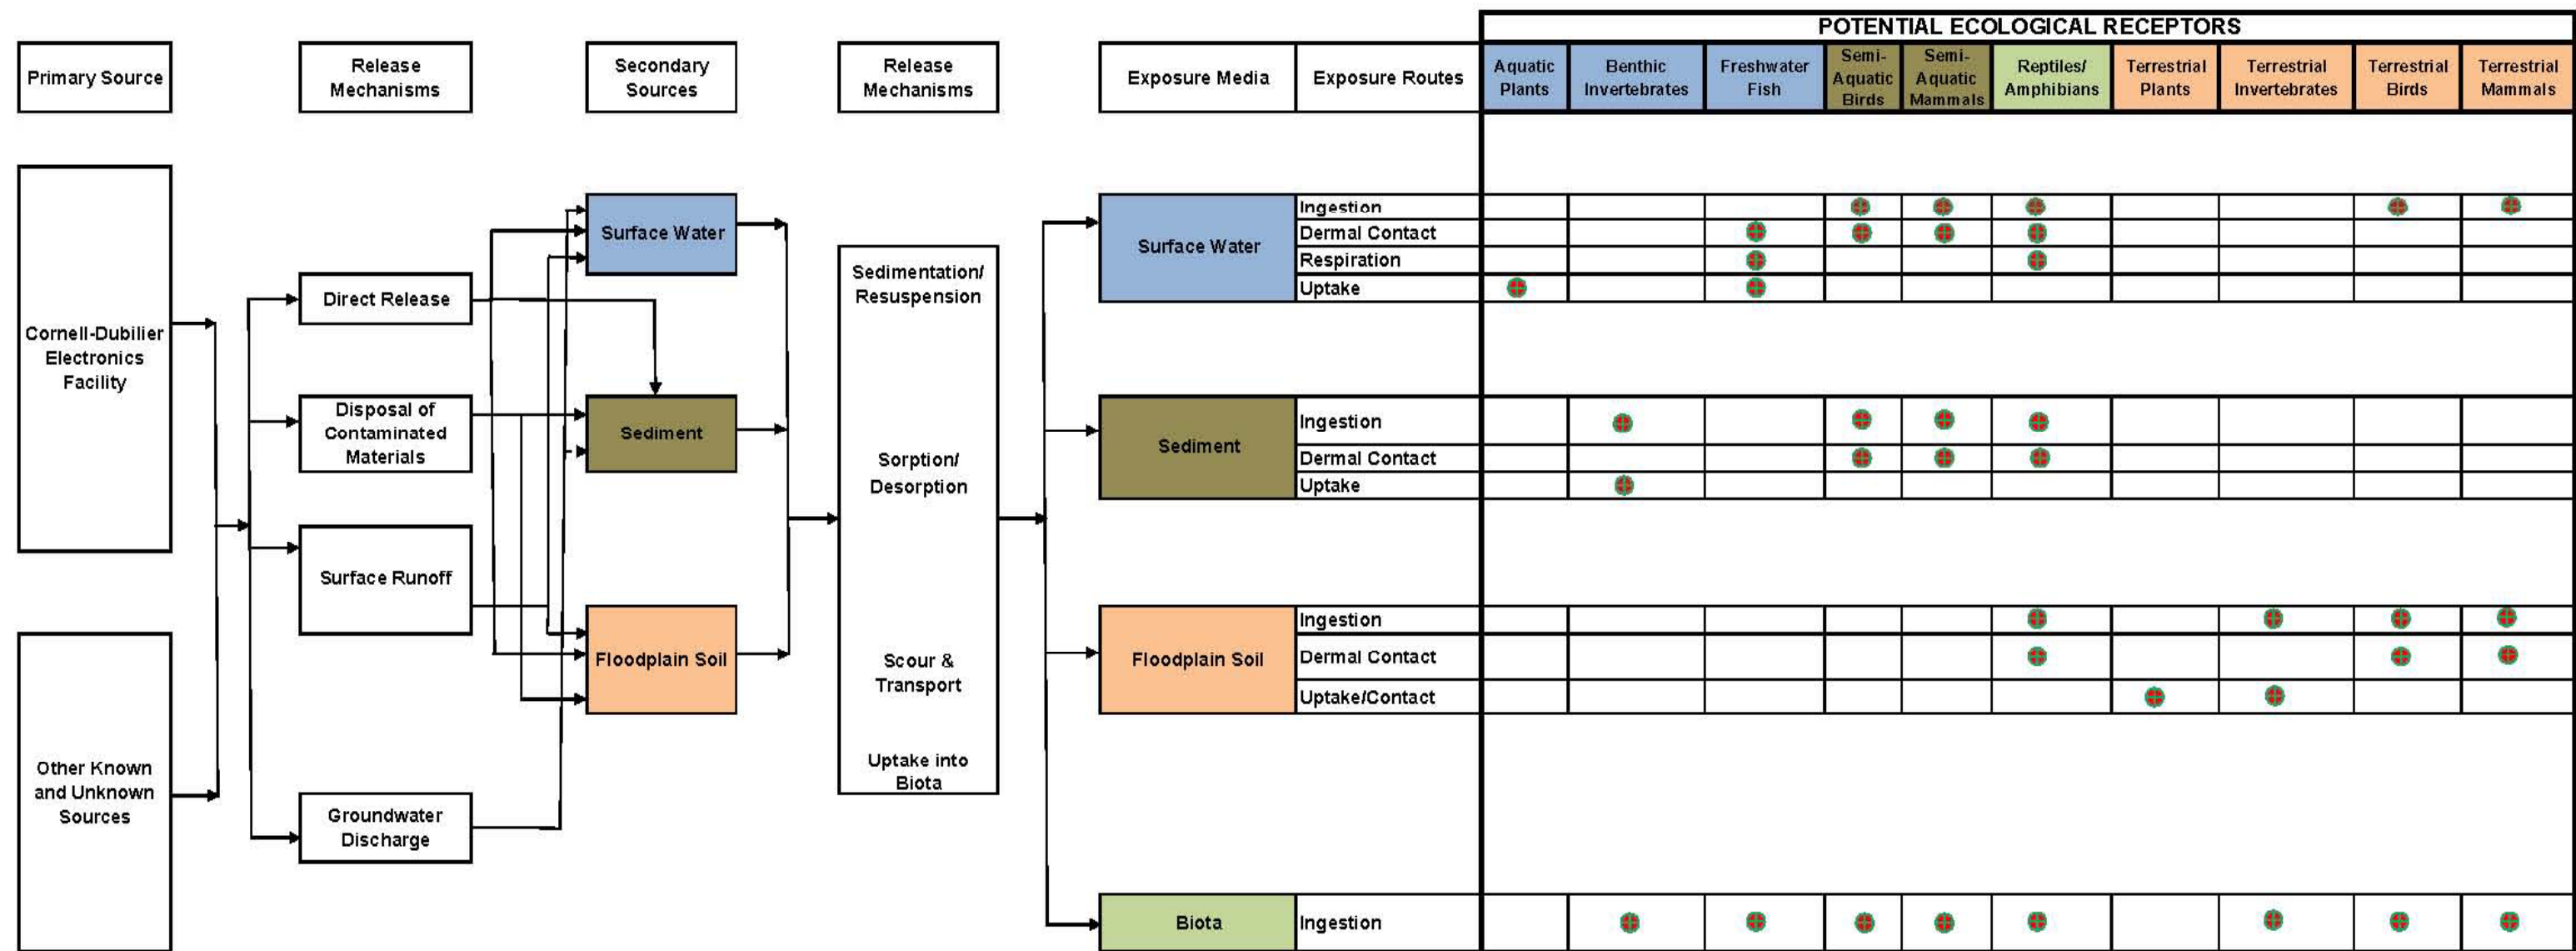 POTENTIAL ECOLOGICAL RECEPTORS
Primary Source
Release
Mechanisms
Secondary
Sources
Release
Mechanisms
Exposure Media
Exposure Routes
Aquatic
Plants
Benthic
Invertebrates
Freshwater
Fish
Semi-
Aquatic
Birds
Semi-
Aquatic
Mammals
Reptiles/
Amphibians
Terrestrial
Plants
Terrestrial
Invertebrates
Terrestrial
Birds
Terrestrial
Mammals
Cornell-Dubilier
Electronics
Facility
Other Known
and Unknown
Sources
Direct Release
Disposal of
Contaminated
Materials
Surface Runoff
Groundwater
Discharge
Surface Water
Sediment
Floodplain Soil
Sedimentation/
Resuspension
Sorption/
Desorption
Scour &
Transport
Uptake into
Biota
Surface Water
Ingestion
Dermal Contact
Respiration
Uptake
Sediment
Ingestion
Dermal Contact
Uptake
Floodplain Soil
Ingestion
Dermal Contact
Uptake/Contact
Biota
Ingestion